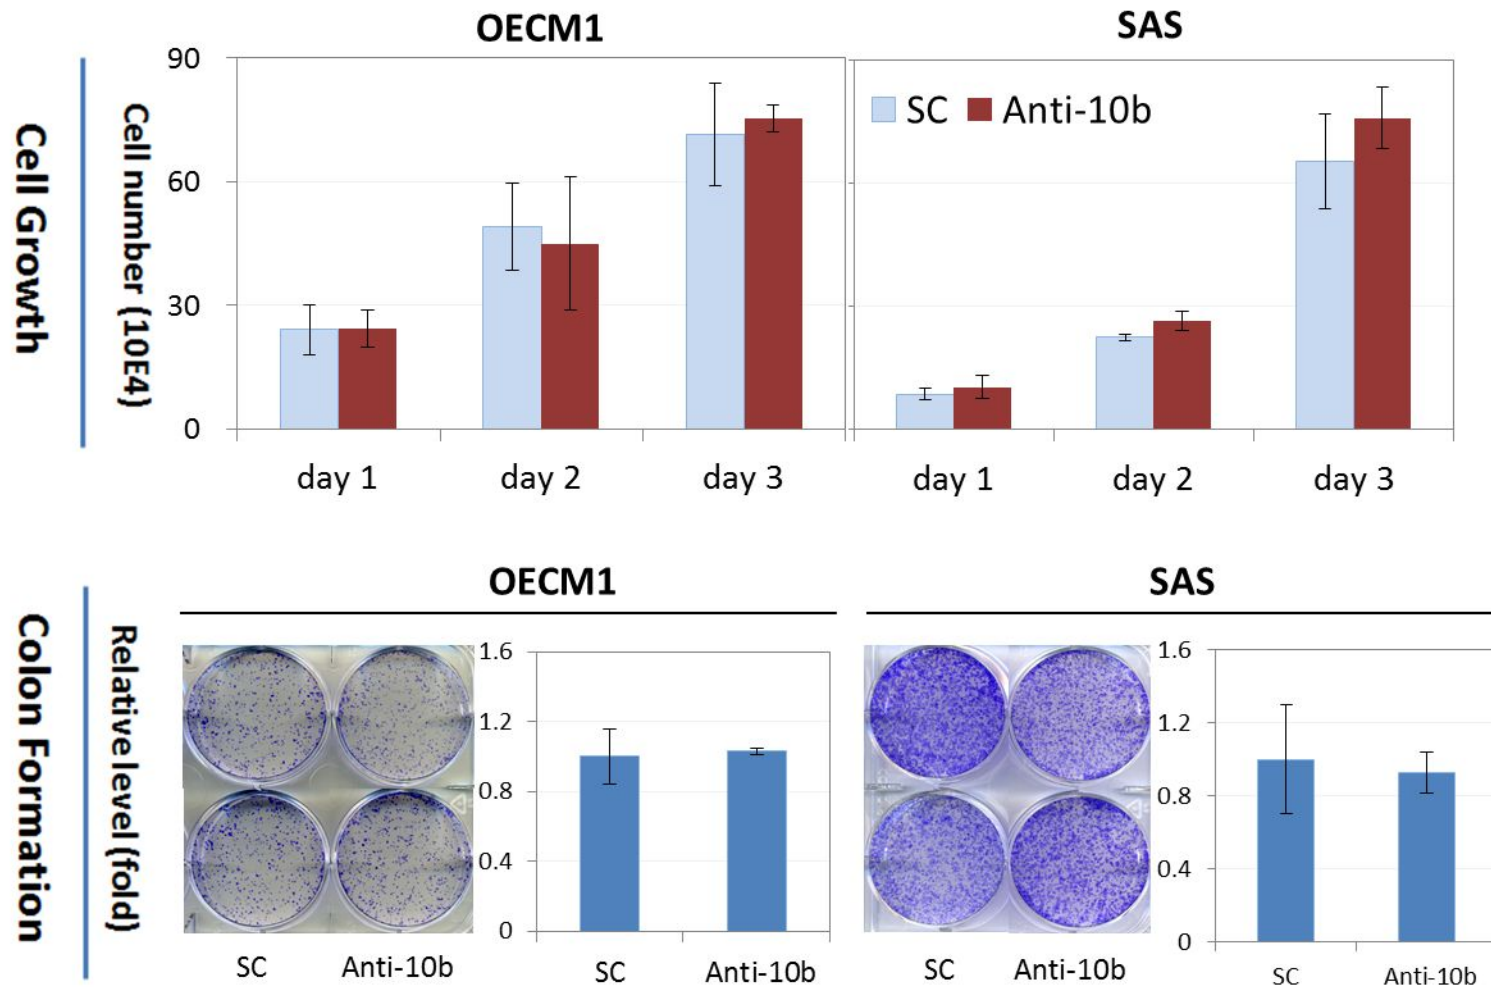 OECM1
SAS
Cell Growth
Cell number (10E4)
90
60
30
0
SC
Anti-10b
day 1
day 2
day 3
day 1
day 2
day 3
OECM1
SAS
Colon Formation
Relative level (fold)
1.6
1.2
0.8
0.4
0
1.6
1.2
0.8
0.4
0
SC
Anti-10b
SC
Anti-10b
SC
Anti-10b
SC
Anti-10b